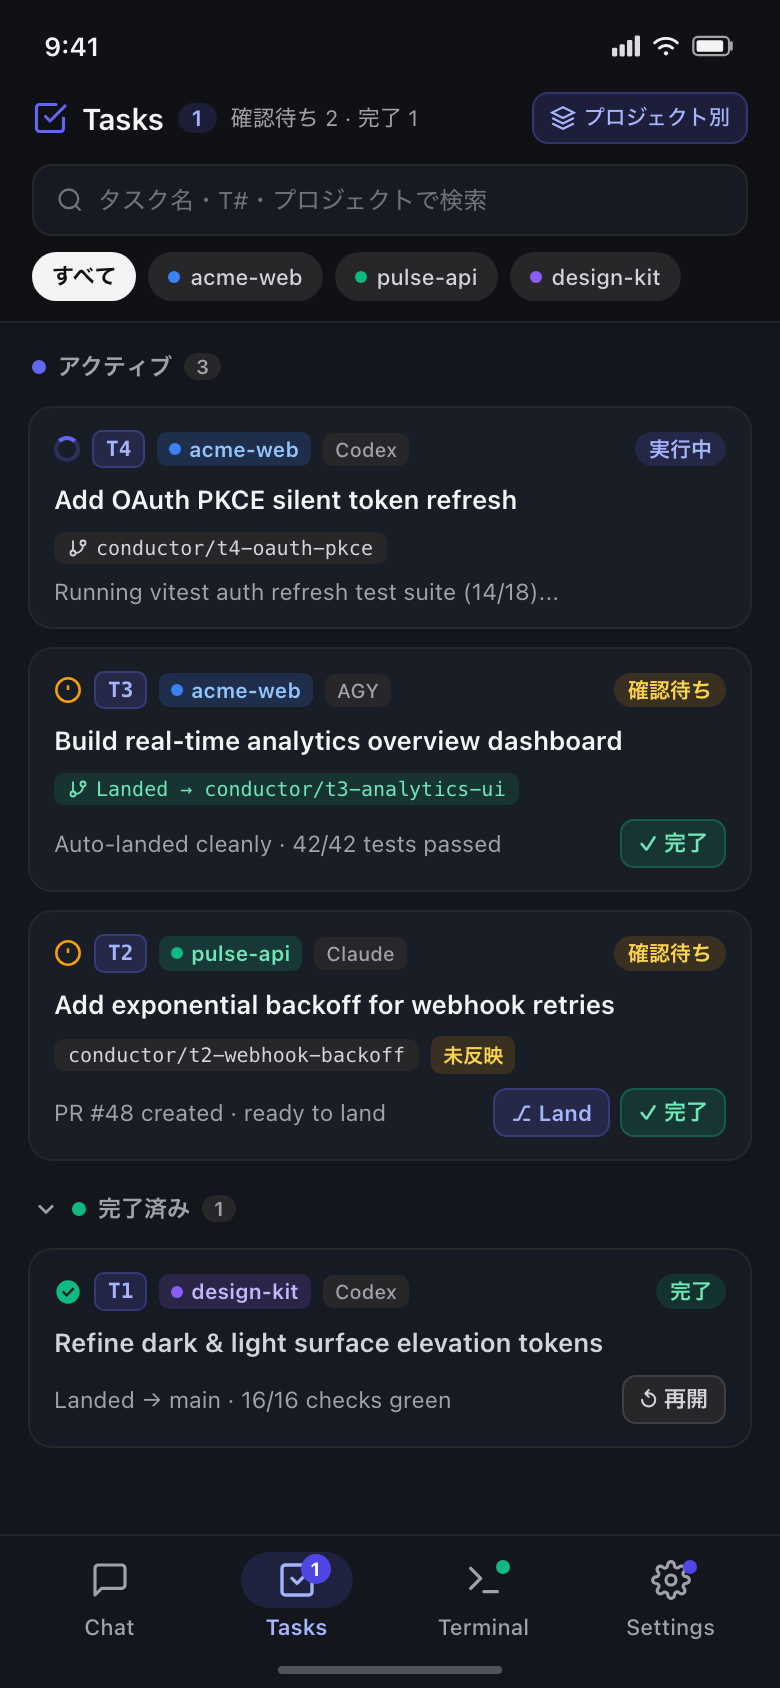 9:41
Tasks 1 確認待ち 2 · 完了 1 プロジェクト別
タスク名・T#・プロジェクトで検索
すべて acme-web pulse-api design-kit
アクティブ 3
T4 acme-web Codex 実行中
Add OAuth PKCE silent token refresh
conductor/t4-oauth-pkce
Running vitest auth refresh test suite (14/18)...
T3 acme-web AGY 確認待ち
Build real-time analytics overview dashboard
Landed → conductor/t3-analytics-ui
Auto-landed cleanly · 42/42 tests passed ✓ 完了
T2 pulse-api Claude 確認待ち
Add exponential backoff for webhook retries
conductor/t2-webhook-backoff 未反映
PR #48 created · ready to land Land ✓ 完了
完了済み 1
T1 design-kit Codex 完了
Refine dark & light surface elevation tokens
Landed → main · 16/16 checks green 再開
1
Chat Tasks Terminal Settings